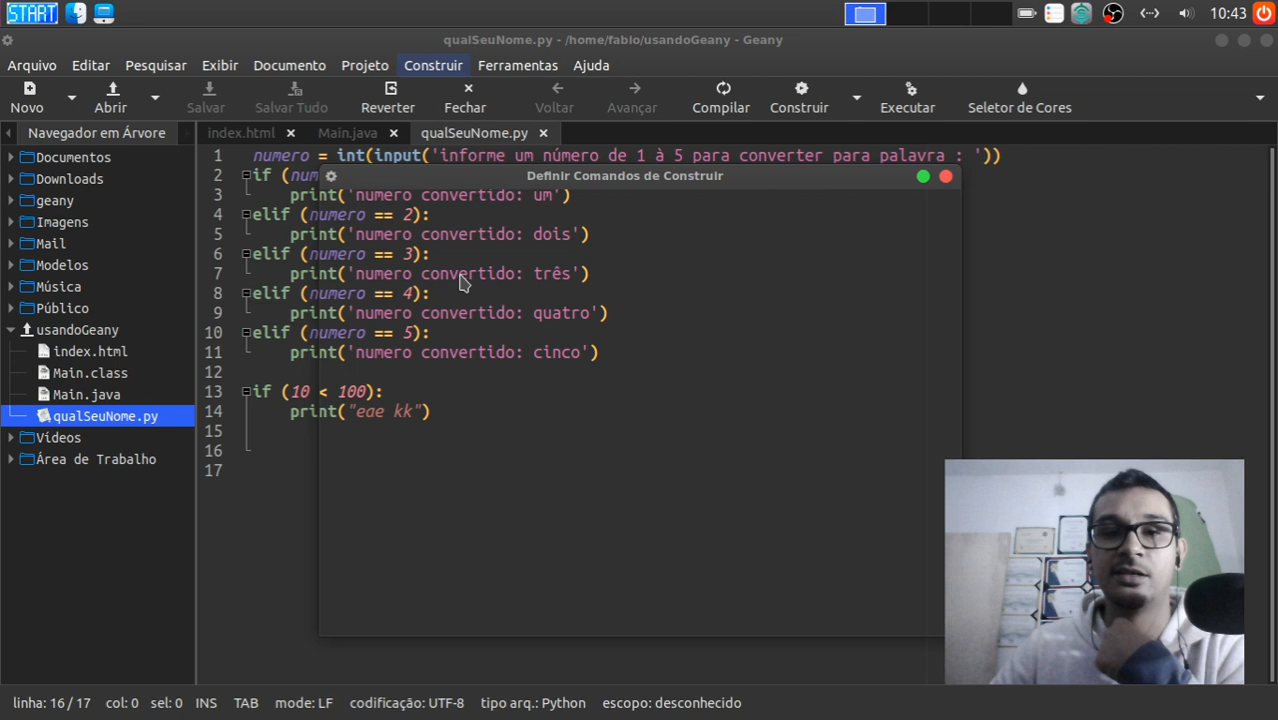 START
10:43
qualSeuNome.py - /home/fabio/usandoGeany - Geany
Arquivo Editar Pesquisar Exibir Documento Projeto Construir Ferramentas Ajuda
Novo Abrir Salvar Salvar Tudo Reverter Fechar Voltar Avançar Compilar Construir Executar Seletor de Cores
Navegador em Árvore
index.html Main.java qualSeuNome.py
Documentos
Downloads
geany
Imagens
Mail
Modelos
Música
Público
usandoGeany
index.html
Main.class
Main.java
qualSeuNome.py
Vídeos
Área de Trabalho
1 numero = int(input('informe um número de 1 à 5 para converter para palavra : '))
2 if (num
Definir Comandos de Construir
3 print('numero convertido: um')
4 elif (numero == 2):
5 print('numero convertido: dois')
6 elif (numero == 3):
7 print('numero convertido: três')
8 elif (numero == 4):
9 print('numero convertido: quatro')
10 elif (numero == 5):
11 print('numero convertido: cinco')
12
13 if (10 < 100):
14 print("eae kk")
15
16
17
linha: 16 / 17 col: 0 sel: 0 INS TAB mode: LF codificação: UTF-8 tipo arq.: Python escopo: desconhecido